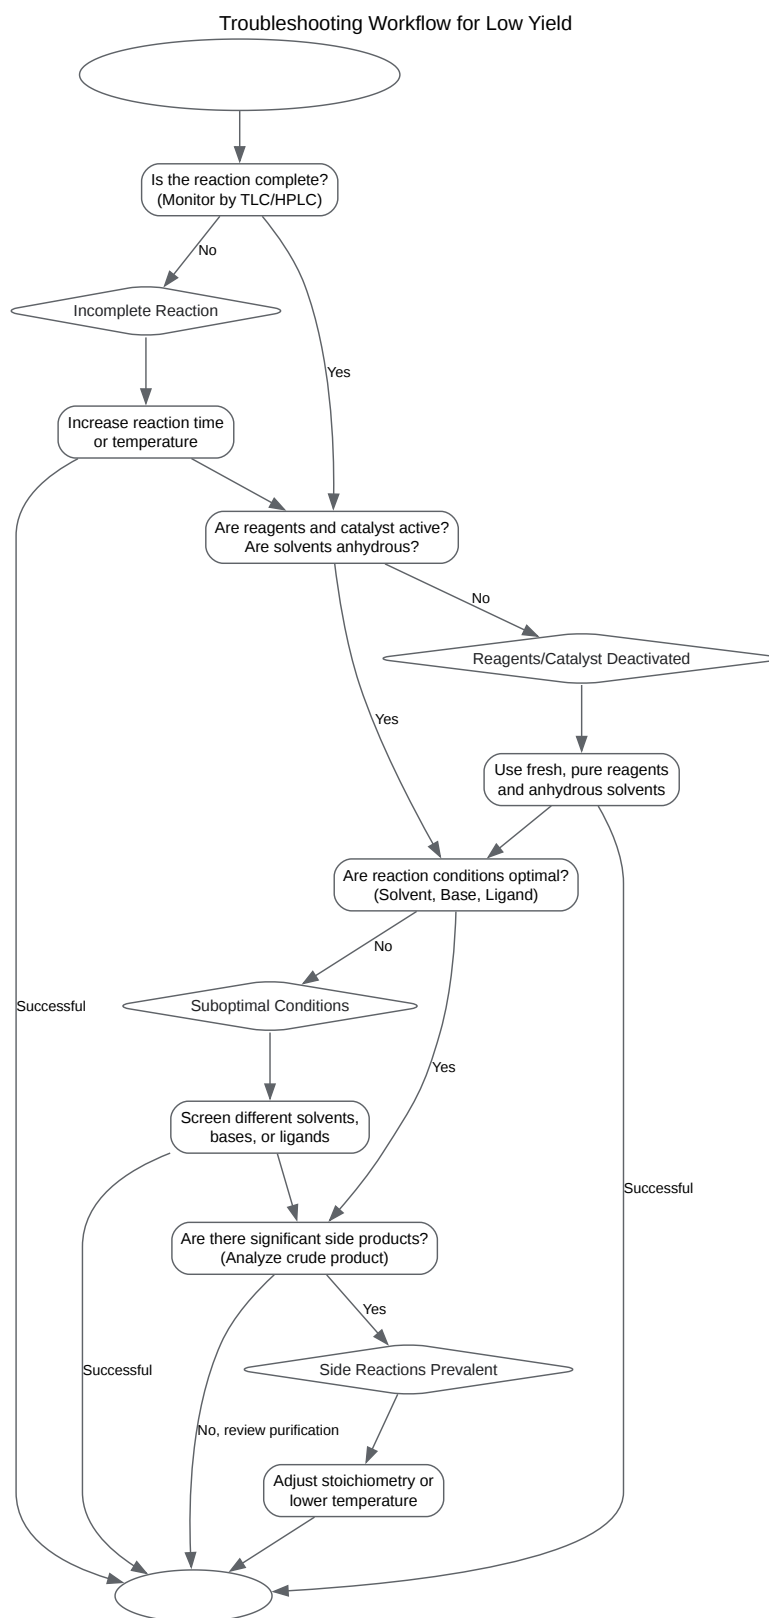 Troubleshooting Workflow for Low Yield
Is the reaction complete?
(Monitor by TLC/HPLC)
No
Incomplete Reaction
Yes
Increase reaction time
or temperature
Are reagents and catalyst active?
Are solvents anhydrous?
No
Reagents/Catalyst Deactivated
Yes
Use fresh, pure reagents
and anhydrous solvents
Are reaction conditions optimal?
(Solvent, Base, Ligand)
No
Suboptimal Conditions
Successful
Yes
Screen different solvents,
bases, or ligands
Successful
Are there significant side products?
(Analyze crude product)
Yes
Successful
Side Reactions Prevalent
No, review purification
Adjust stoichiometry or
lower temperature